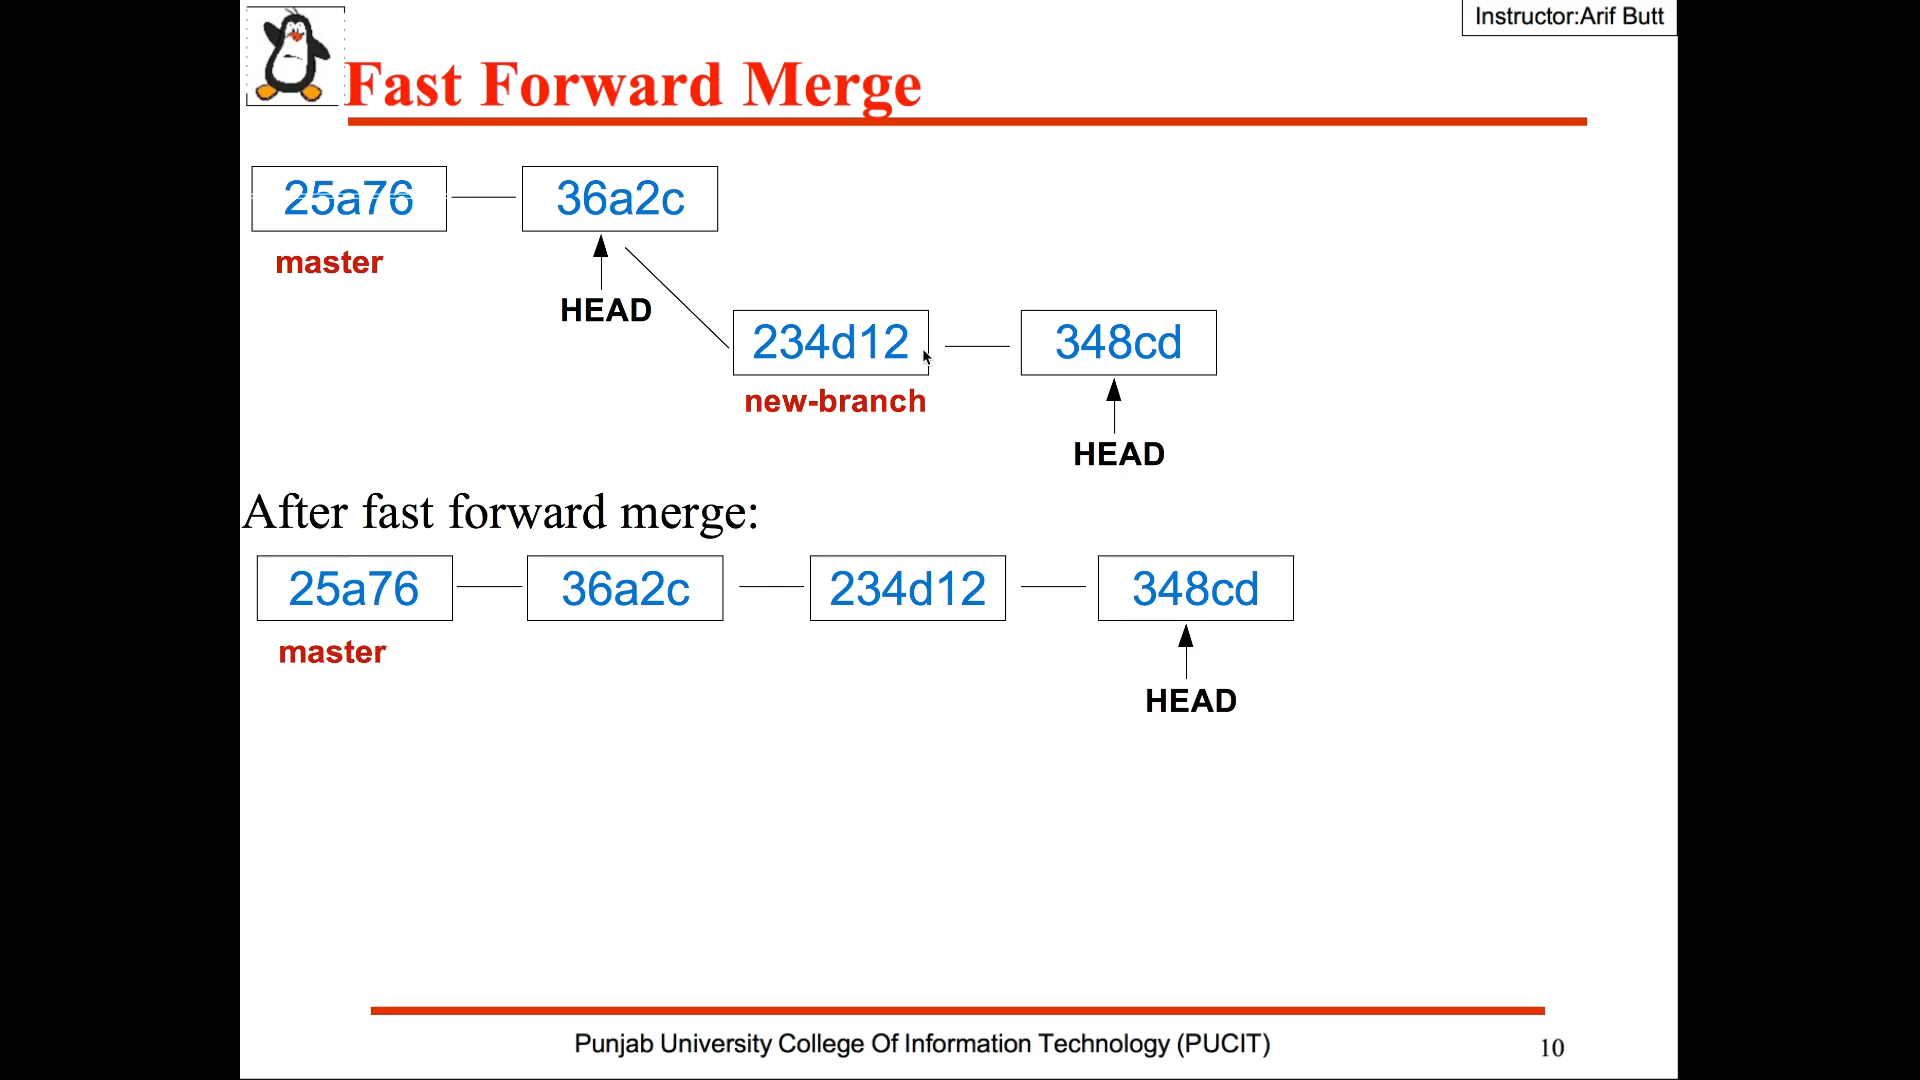 Instructor:Arif Butt
Fast Forward Merge
25a76
36a2c
master
HEAD
234d12
348cd
new-branch
HEAD
After fast forward merge:
25a76
36a2c
234d12
348cd
master
HEAD
Punjab University College Of Information Technology (PUCIT)
10